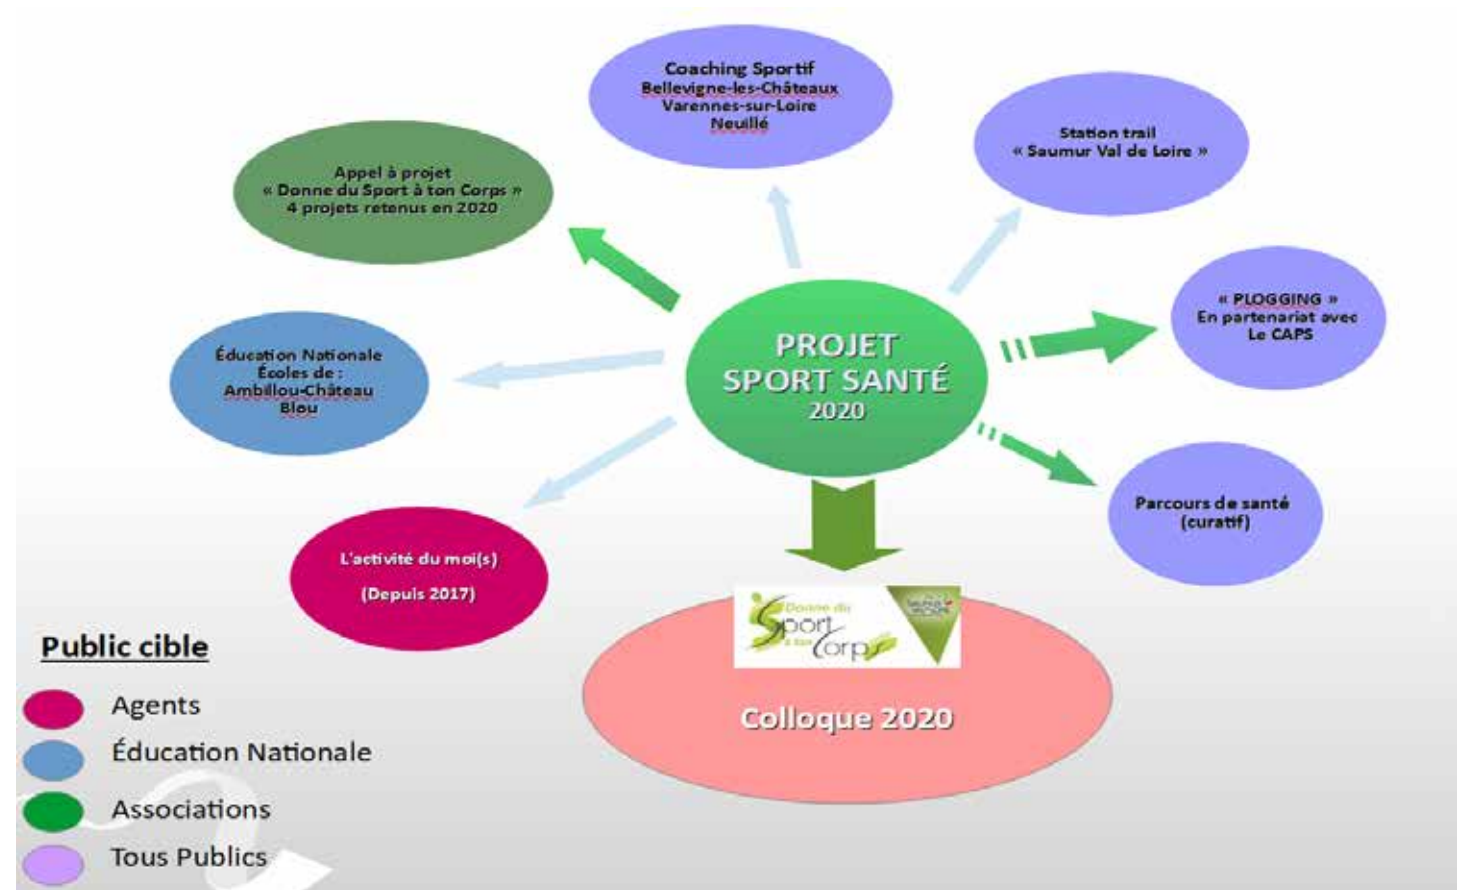 Coaching Sportif
Bellevigne-les-Châteaux
Varennes-sur-Loire
Neuillé
Station trail
« Saumur Val de Loire »
Appel à projet
« Donne du Sport à ton Corps »
4 projets retenus en 2020
« PLOGGING »
En partenariat avec
Le CAPS
PROJET
SPORT SANTÉ
2020
Éducation Nationale
Écoles de :
Ambillou-Château
Blou
Parcours de santé
(curatif)
L'activité du moi(s)
(Depuis 2017)
Donne du
Sport
à ton
Corps
Colloque 2020
Public cible
Agents
Éducation Nationale
Associations
Tous Publics